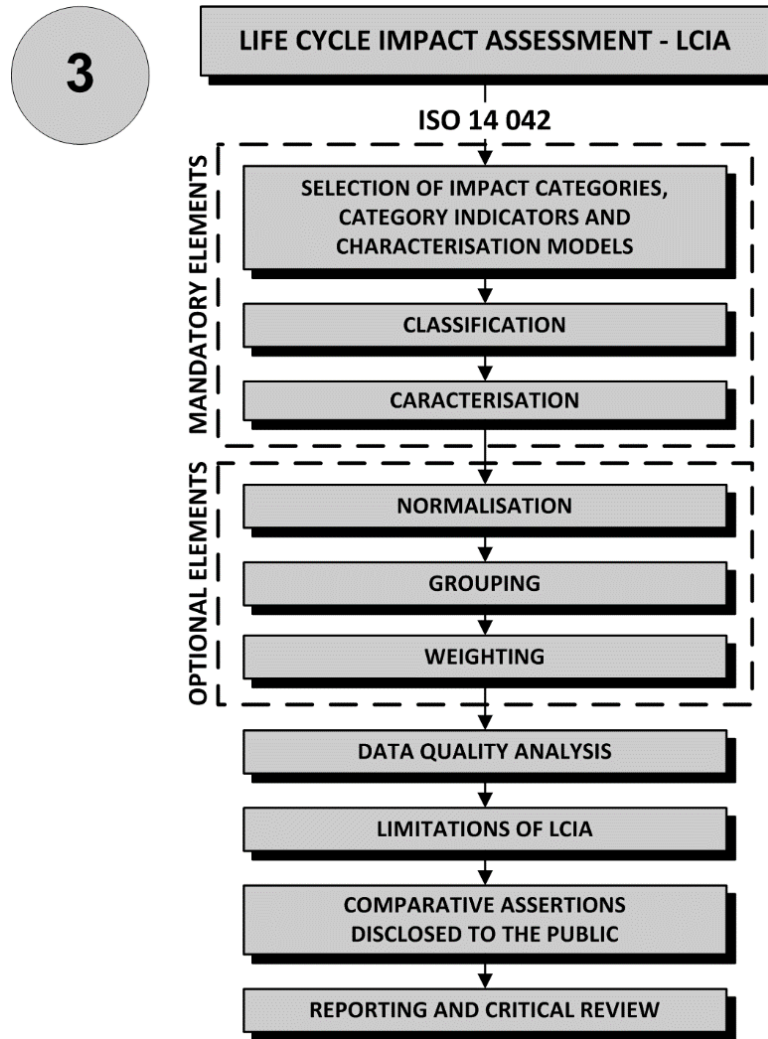 3
LIFE CYCLE IMPACT ASSESSMENT - LCIA
ISO 14 042
MANDATORY ELEMENTS
SELECTION OF IMPACT CATEGORIES,
CATEGORY INDICATORS AND
CHARACTERISATION MODELS
CLASSIFICATION
CARACTERISATION
OPTIONAL ELEMENTS
NORMALISATION
GROUPING
WEIGHTING
DATA QUALITY ANALYSIS
LIMITATIONS OF LCIA
COMPARATIVE ASSERTIONS
DISCLOSED TO THE PUBLIC
REPORTING AND CRITICAL REVIEW